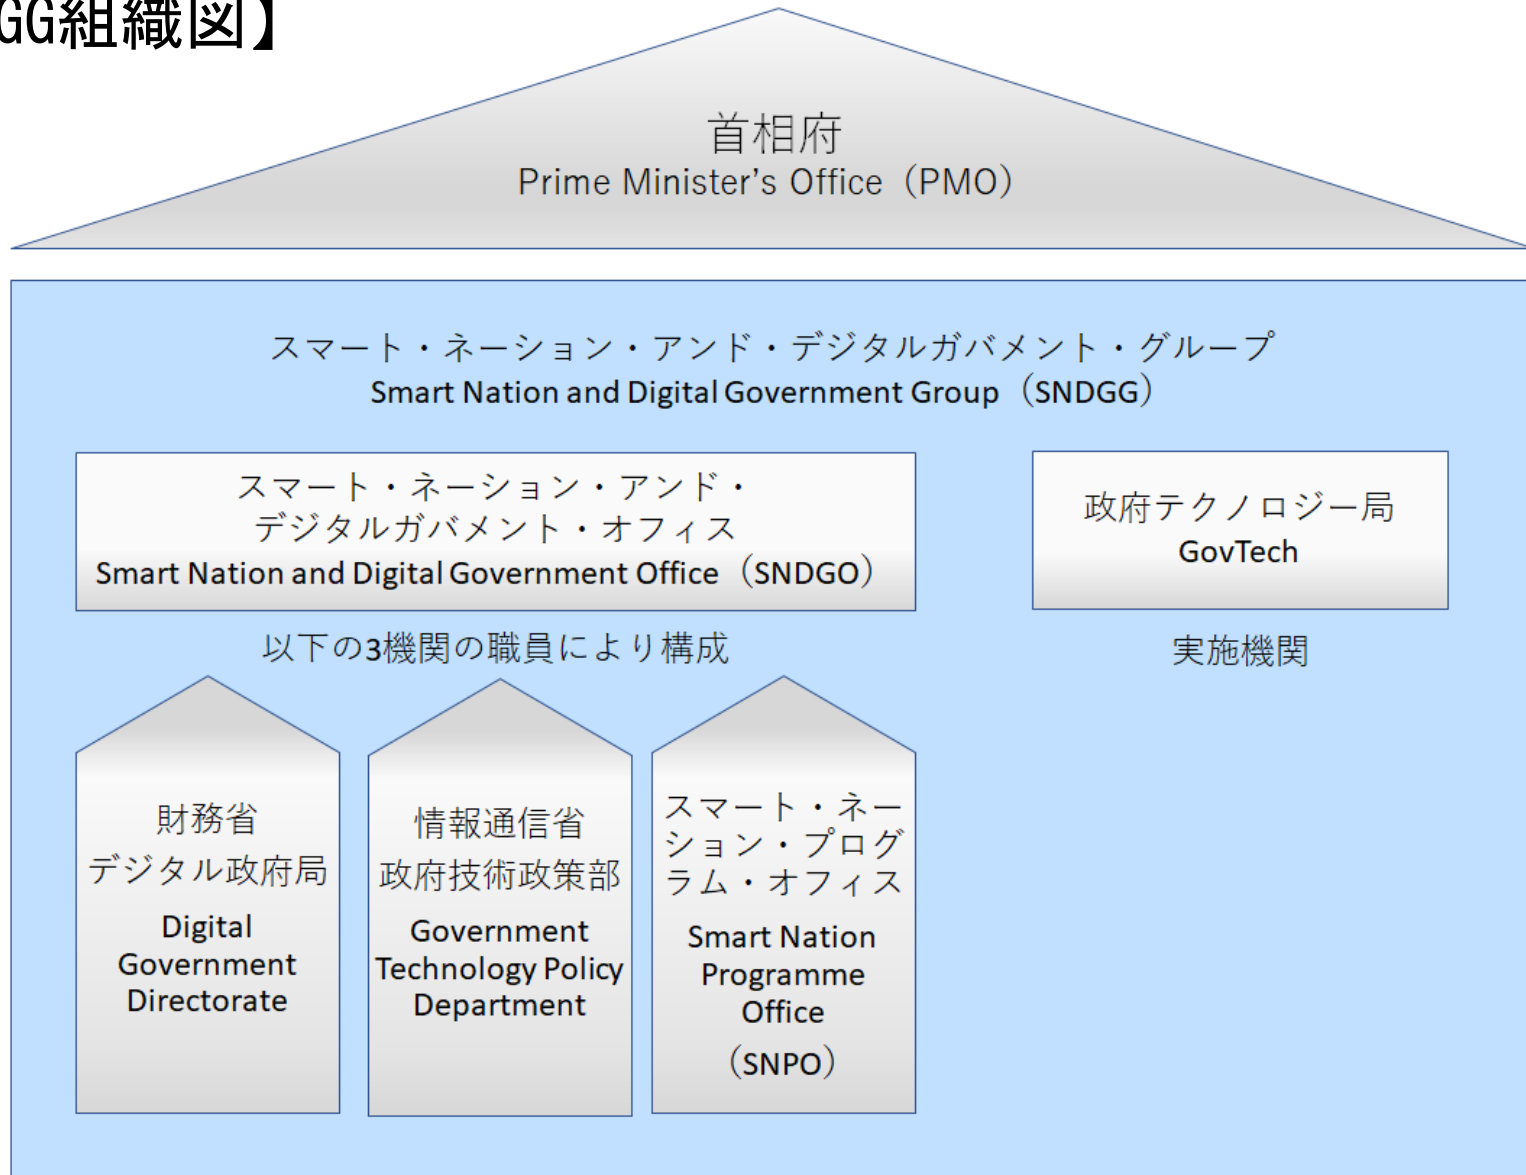 GG組織図】
首相府
Prime Minister's Office（PMO）
スマート・ネーション・アンド・デジタルガバメント・グループ
Smart Nation and Digital Government Group（SNDGG）
スマート・ネーション・アンド・
デジタルガバメント・オフィス
Smart Nation and Digital Government Office（SNDGO）
政府テクノロジー局
GovTech
以下の3機関の職員により構成
実施機関
財務省
デジタル政府局
Digital
Government
Directorate
情報通信省
政府技術政策部
Government
Technology Policy
Department
スマート・ネー
ション・プログ
ラム・オフィス
Smart Nation
Programme
Office
（SNPO）